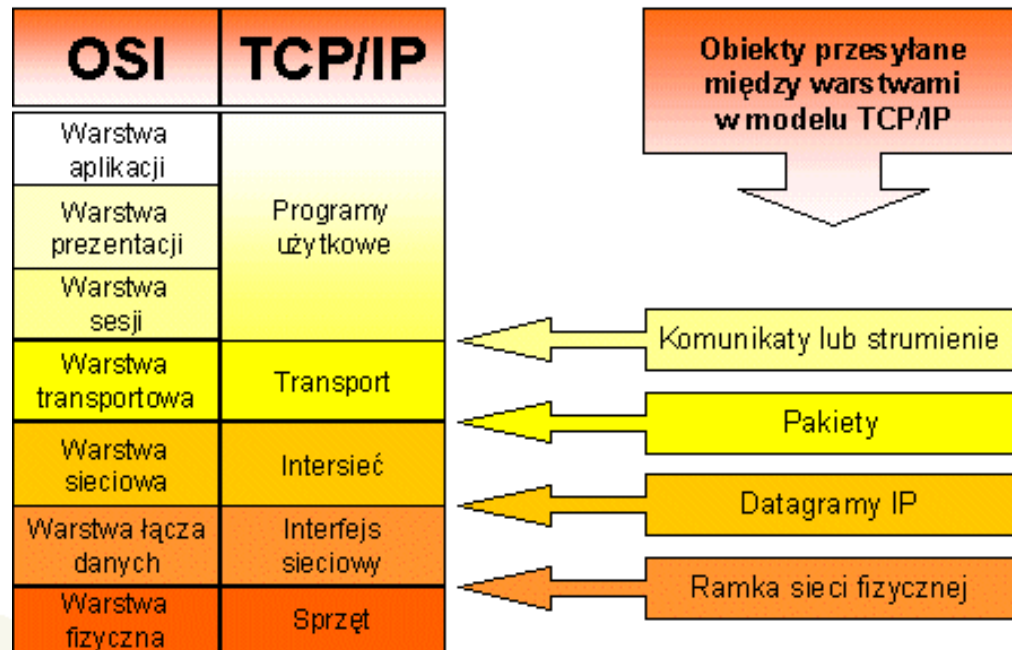 OSI
TCP/IP
Obiekty przesyłane
między warstwami
w modelu TCP/IP
Warstwa
aplikacji
Warstwa
prezentacji
Warstwa
sesji
Programy
użytkowe
Komunikaty lub strumienie
Warstwa
transportowa
Transport
Pakiety
Warstwa
sieciowa
Intersieć
Datagramy IP
Warstwa łącza
danych
Interfejs
sieciowy
Ramka sieci fizycznej
Warstwa
fizyczna
Sprzęt